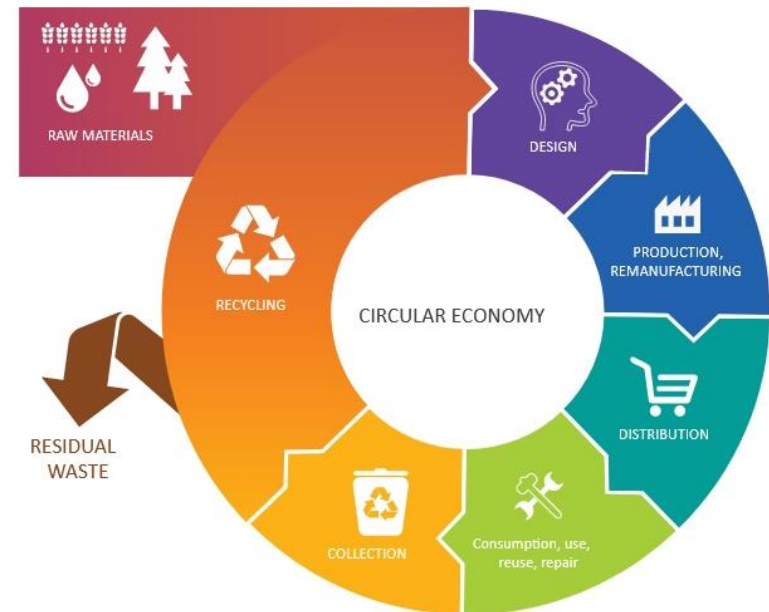 RAW MATERIALS
DESIGN
PRODUCTION,
REMANUFACTURING
RECYCLING
CIRCULAR ECONOMY
DISTRIBUTION
RESIDUAL
WASTE
COLLECTION
Consumption, use,
reuse, repair